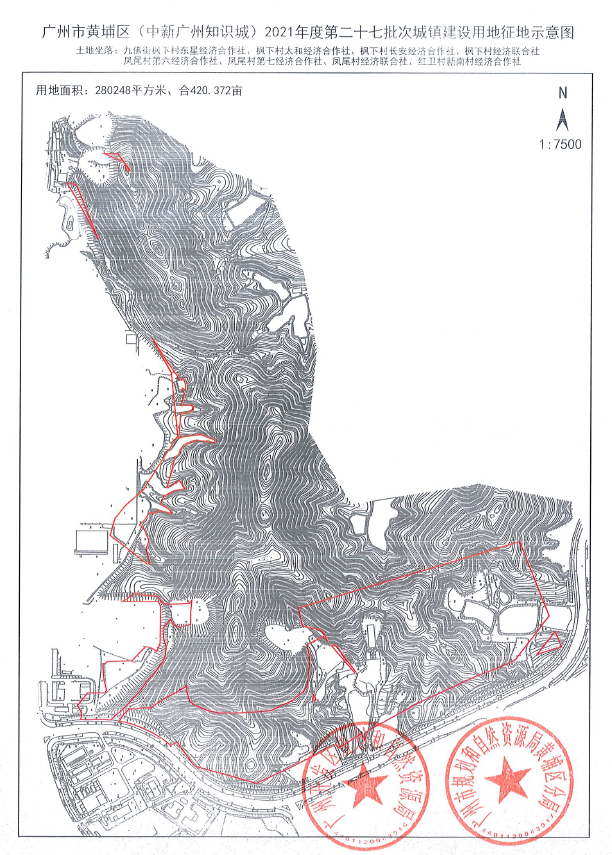 广州市黄埔区（中新广州知识城）2021年度第二十七批次城镇建设用地征地示意图
土地坐落：九佛街枫下村东星经济合作社、枫下村太和经济合作社、枫下村长安经济合作社、枫下村经济联合社
凤尾村第六经济合作社、凤尾村第七经济合作社、凤尾村经济联合社、红卫村新南村经济合作社
用地面积：280248平方米、合420.372亩
N
1:7500
广州市规划和自然资源局黄埔区分局